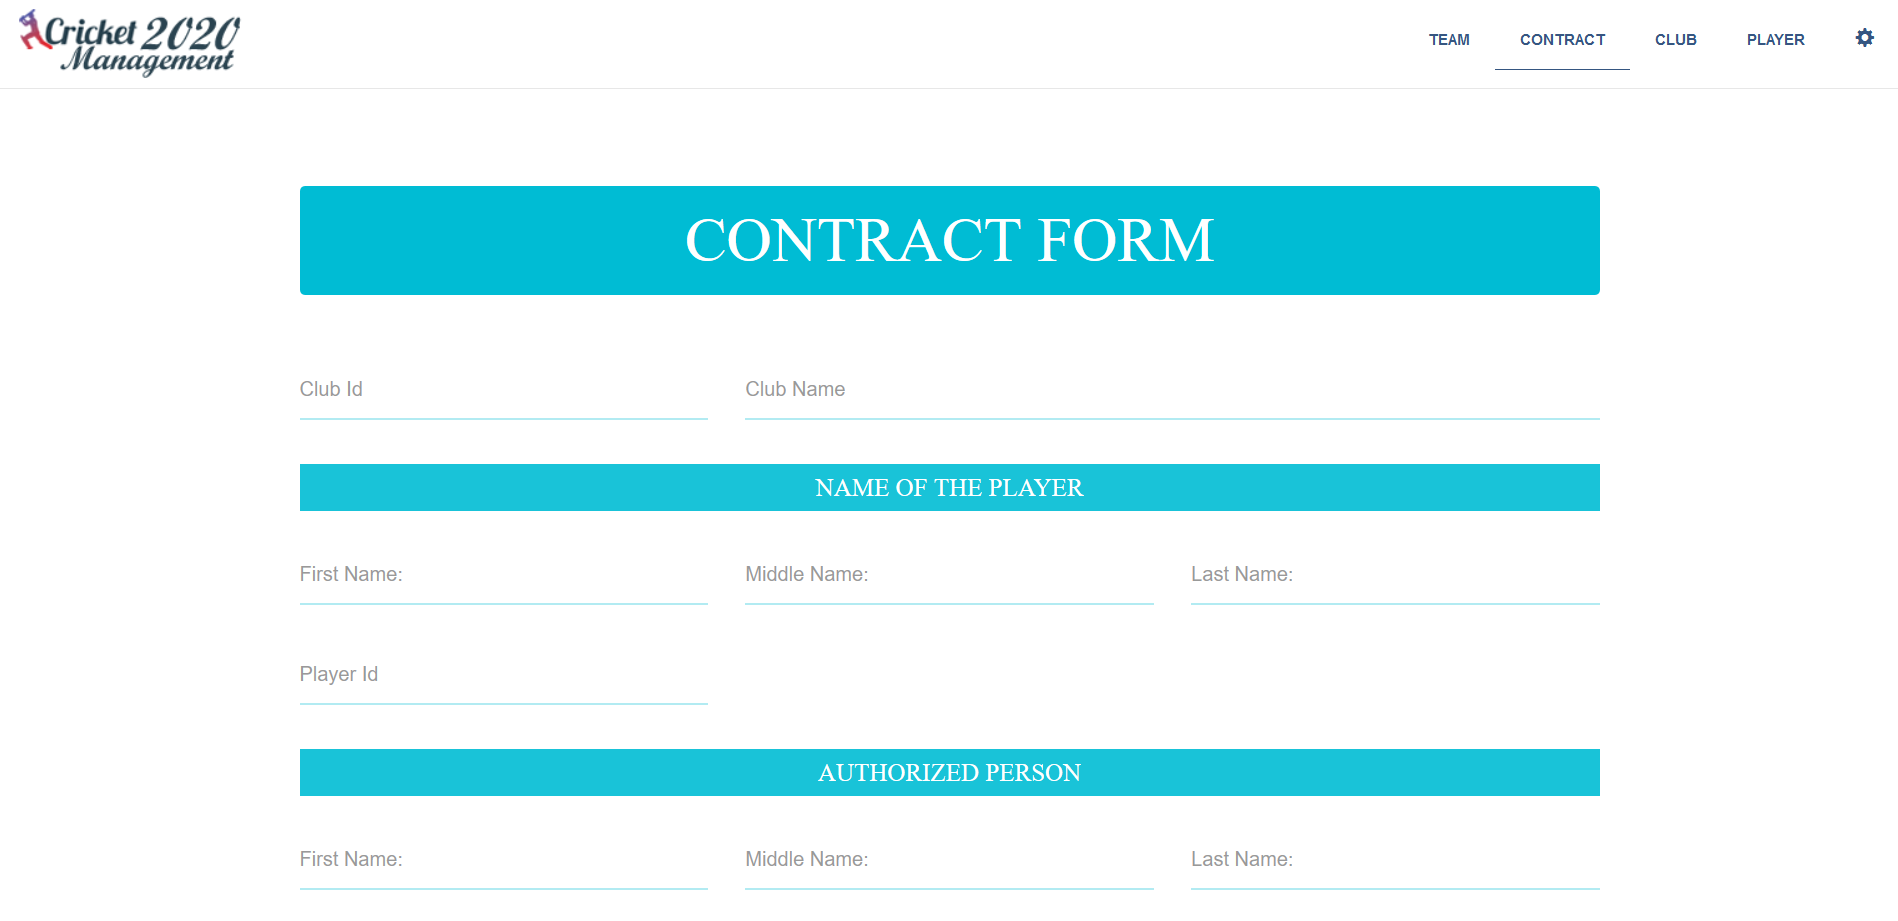 Cricket 2020
Management
TEAM CONTRACT CLUB PLAYER
CONTRACT FORM
Club Id Club Name
NAME OF THE PLAYER
First Name: Middle Name: Last Name:
Player Id
AUTHORIZED PERSON
First Name: Middle Name: Last Name: